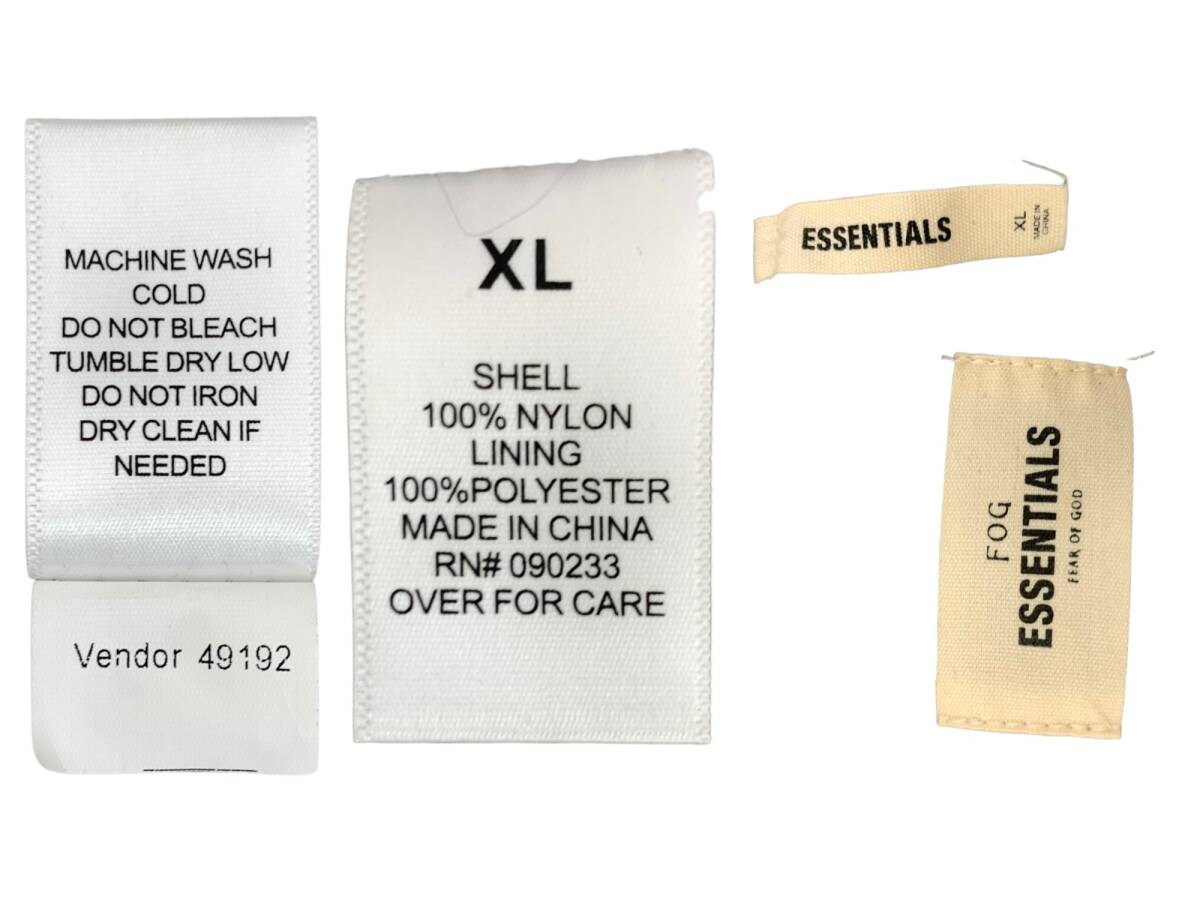 MACHINE WASH
COLD
DO NOT BLEACH
TUMBLE DRY LOW
DO NOT IRON
DRY CLEAN IF
NEEDED
Vendor 49192
XL
SHELL
100% NYLON
LINING
100%POLYESTER
MADE IN CHINA
RN# 090233
OVER FOR CARE
ESSENTIALS
XL
MADE IN
CHINA
FOG
ESSENTIALS
FEAR OF GOD